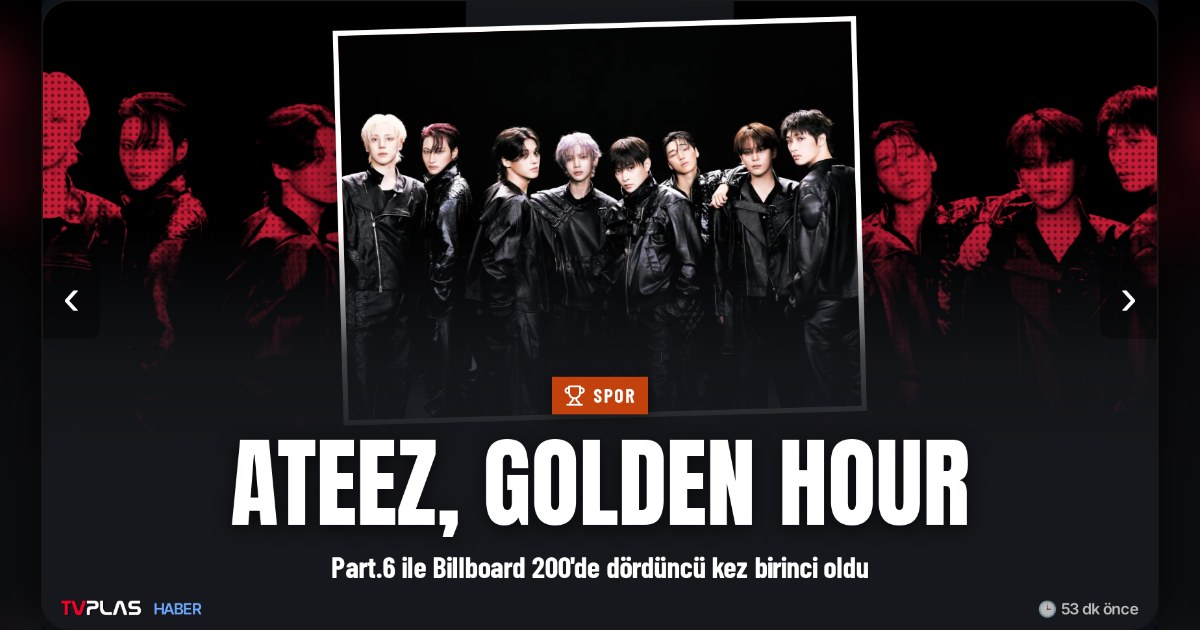 SPOR
ATEEZ, GOLDEN HOUR
Part.6 ile Billboard 200'de dördüncü kez birinci oldu
TVPLAS HABER
53 dk önce